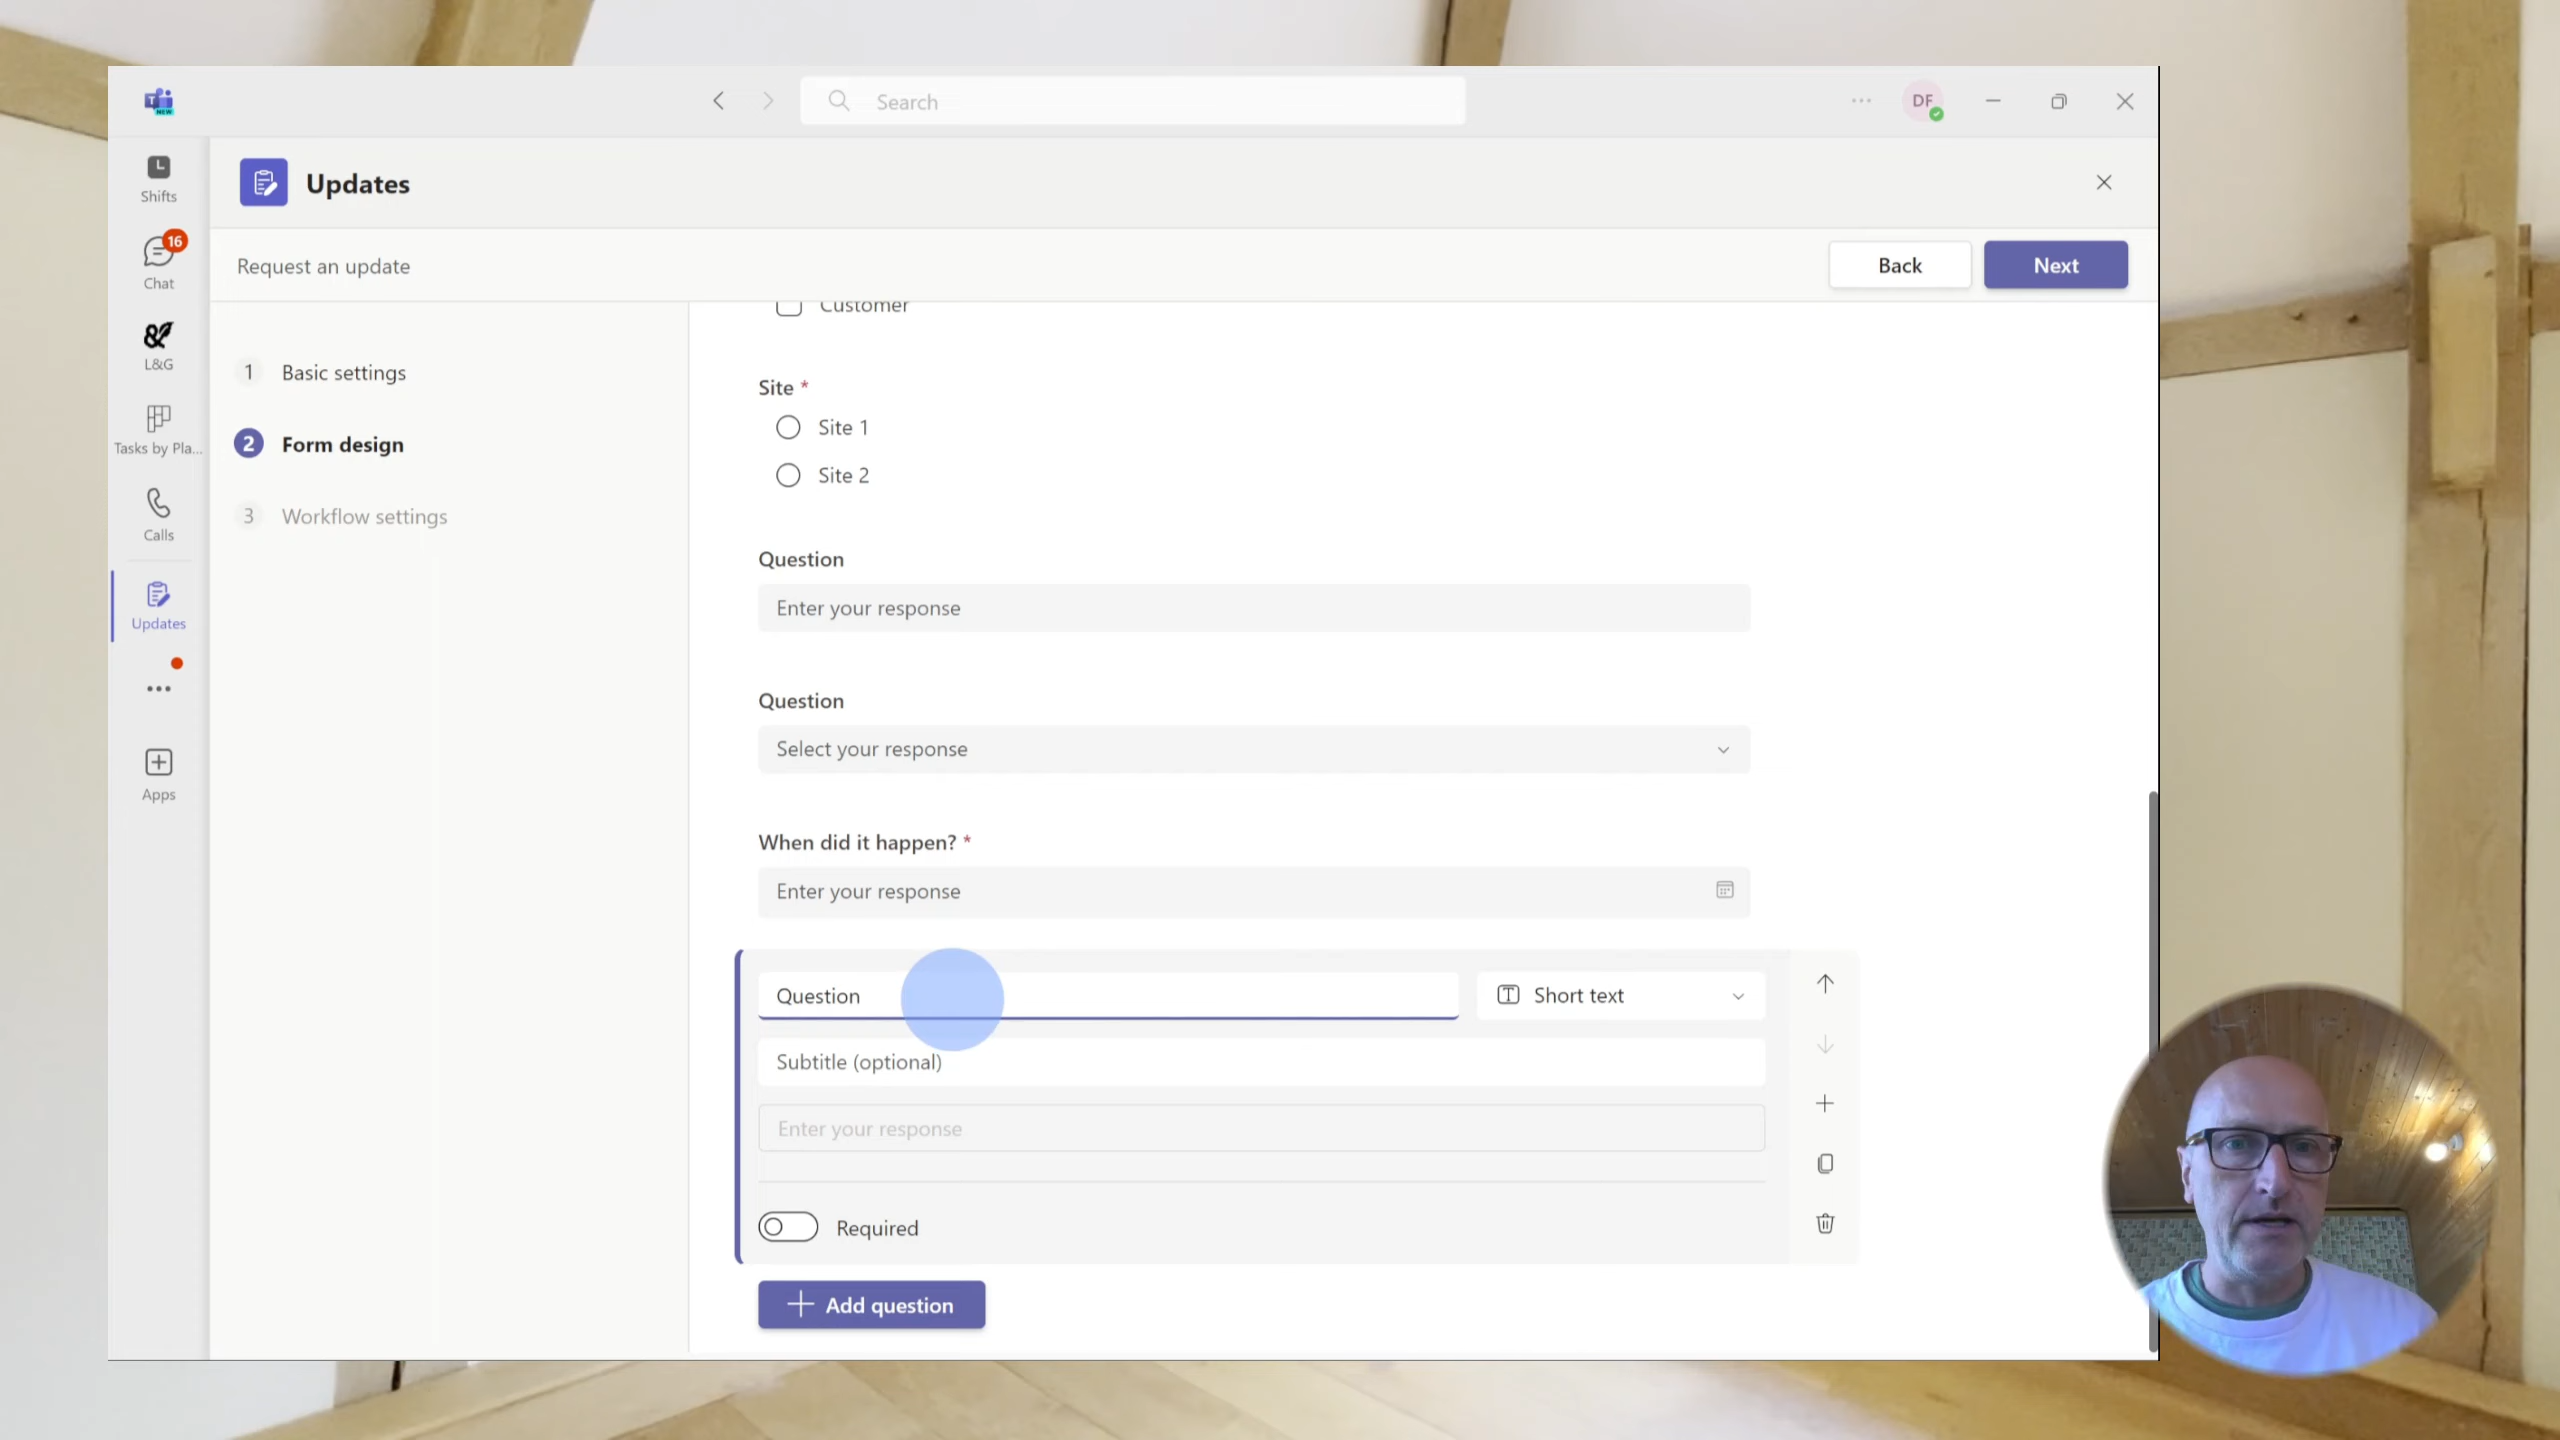 NEW
Search
DF
Shifts
Updates
16
Chat
Request an update
Back
Next
&
L&G
Customer
1 Basic settings
Site *
Site 1
Tasks by Pla...
2 Form design
Site 2
Calls
3 Workflow settings
Question
Enter your response
Updates
Question
Select your response
Apps
When did it happen? *
Enter your response
Question
Short text
Subtitle (optional)
Enter your response
Required
Add question